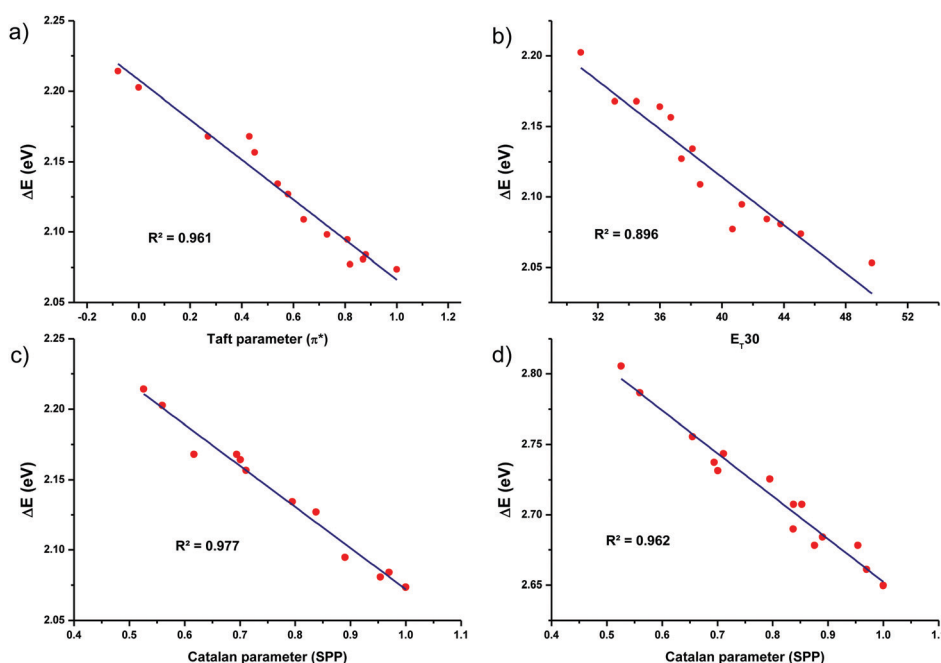 a)
2.20
2.15
2.10
2.05
ΔE (eV)
R² = 0.961
-0.2 0.0 0.2 0.4 0.6 0.8 1.0 1.2
Taft parameter (π*)
b)
2.20
2.15
2.10
2.05
ΔE (eV)
R² = 0.896
32 36 40 44 48 52
E_T30
c)
2.25
2.20
2.15
2.10
2.05
ΔE (eV)
R² = 0.977
0.4 0.5 0.6 0.7 0.8 0.9 1.0 1.1
Catalan parameter (SPP)
d)
2.80
2.75
2.70
2.65
ΔE (eV)
R² = 0.962
0.4 0.5 0.6 0.7 0.8 0.9 1.0 1.
Catalan parameter (SPP)